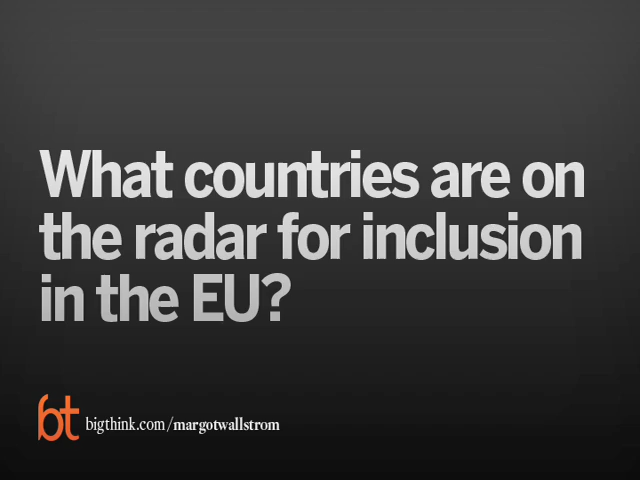 What countries are on
the radar for inclusion
in the EU?
bt bigthink.com/margotwallstrom